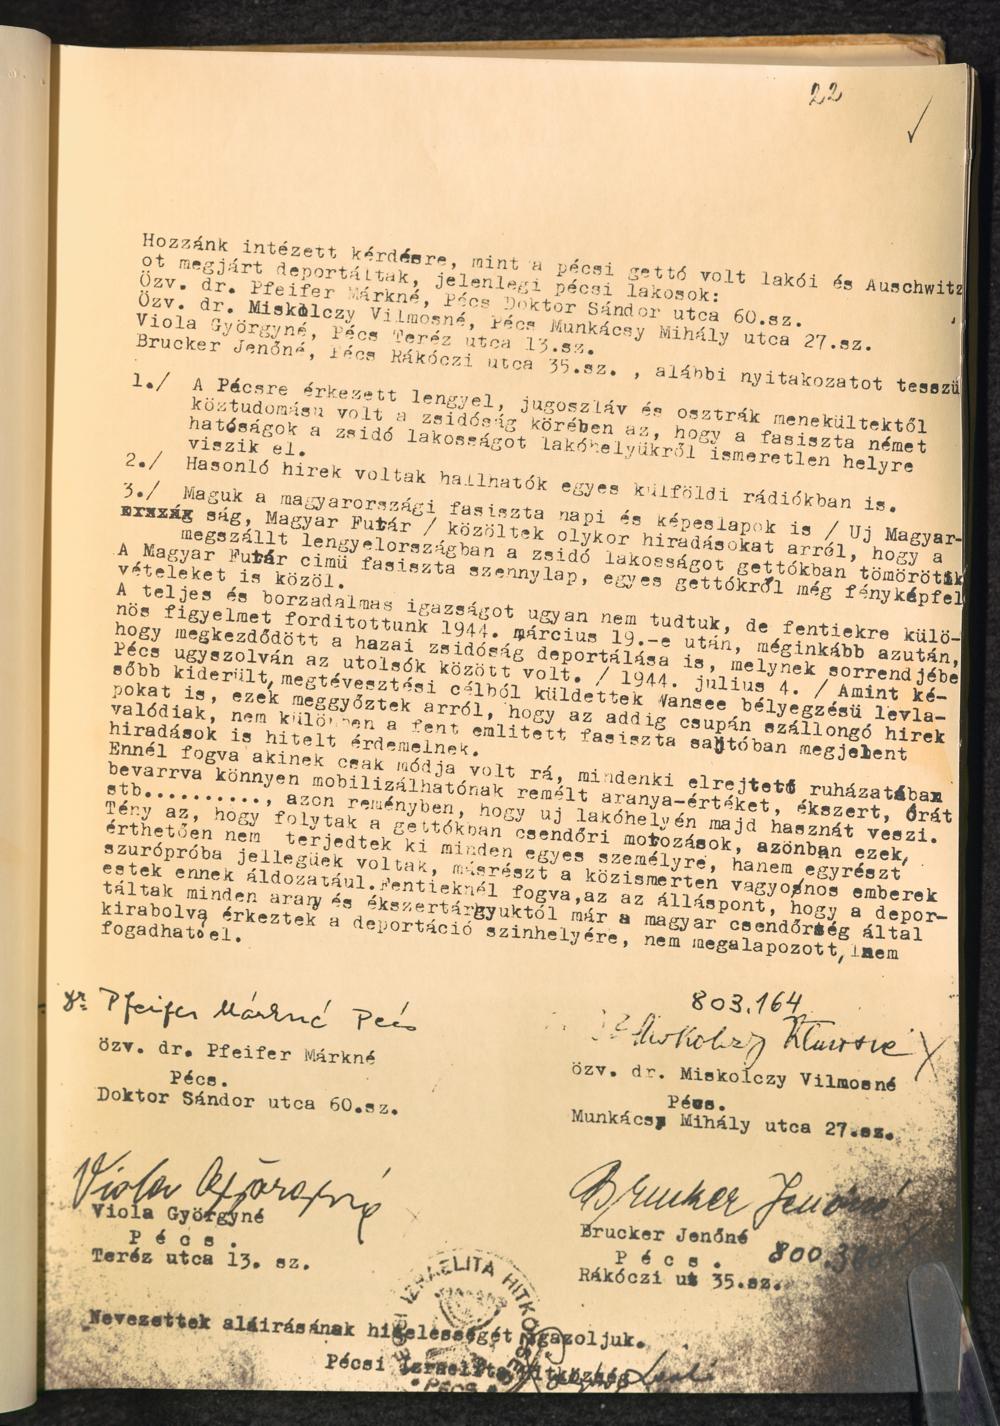 22
Hozzánk intézett kérdésre, mint a pécsi gettó volt lakói és Auschwitz
ot megjárt deportáltak, jelenlegi pécsi lakosok:
Özv. dr. Pfeifer Márkné, Pécs Doktor Sándor utca 60.sz.
Özv. dr. Miskolczy Vilmosné, Pécs Munkácsy Mihály utca 27.sz.
Viola Györgyné, Pécs Teréz utca 13.sz.
Brucker Jenőné, Pécs Rákóczi utca 35.sz. , alábbi nyitakozatot tesszü
1./ A Pécsre érkezett lengyel, jugoszláv és osztrák menekültektől
köztudomásu volt a zsidóság körében az, hogy a fasiszta német
hatóságok a zsidó lakosságot lakóhelyükről ismeretlen helyre
viszik el.
2./ Hasonló hirek voltak hallhatók egyes külföldi rádiókban is.
3./ Maguk a magyarországi fasiszta napi és képeslapok is / Uj Magyar-
ság, Magyar Futár / közöltek olykor hiradásokat arról, hogy a
megszállt lengyelországban a zsidó lakosságot gettókban tömörötik
A Magyar Futár cimü fasiszta szennylap, egyes gettókról még fényképfel
vételeket is közöl.
A teljes és borzadalmas igazságot ugyan nem tudtuk, de fentiekre külö-
nös figyelmet forditottunk 1944. március 19.-e után, méginkább azután,
hogy megkezdődött a hazai zsidóság deportálása is, melynek sorrendjébe
Pécs ugyszolván az utolsók között volt. / 1944. julius 4. / Amint ké-
sőbb kiderült, megtévesztési célból küldettek Wansee bélyegzésü levla-
pokat is, ezek meggyőztek arról, hogy az addig csupán szállongó hirek
valódiak, nem különben a fent emlitett fasiszta sajtóban megjelent
hiradások is hitelt érdemelnek.
Ennél fogva akinek csak módja volt rá, mindenki elrejtető ruházatában
bevarrva könnyen mobilizálhatónak remélt aranya-értéket, ékszert, órát
stb.........., azon reményben, hogy uj lakóhelyén majd hasznát veszi.
Tény az, hogy folytak a gettókban csendőri motozások, azonban ezek,
érthetően nem terjedtek ki minden egyes személyre, hanem egyrészt
szurópróba jellegüek voltak, másrészt a közismerten vagyonos emberek
estek ennek áldozatául. Fentieknél fogva,az az álláspont, hogy a depor-
táltak minden arany és ékszertárgyuktól már a magyar csendőrség által
kirabolva érkeztek a deportáció szinhelyére, nem megalapozott, nem
fogadható el.
dr Pfeifer Márkné Pécs
803.164
özv. dr. Pfeifer Márkné
Pécs.
Doktor Sándor utca 60.sz.
özv. dr. Miskolczy Vilmosné
Pécs.
Munkácsy Mihály utca 27.sz.
Viola Györgyné
Viola Györgyné
P é c s .
Teréz utca 13. sz.
Brucker Jenőné
Brucker Jenőné
P é c s .
Rákóczi ut 35.sz.
Nevezettek aláirásának hitelességét igazoljuk.
Pécsi Izraelita Hitközség
PÉCSI IZRAELITA HITKÖZSÉG
PÉCS